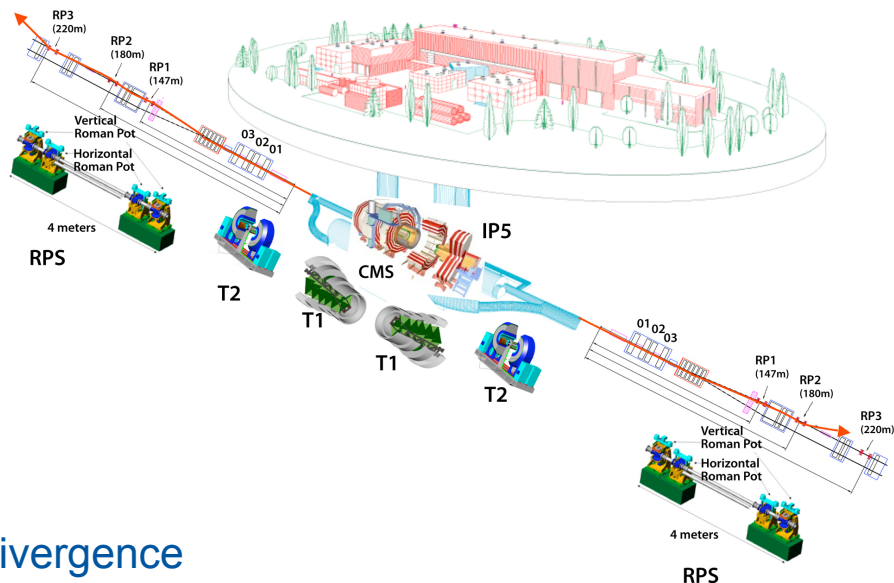 RP3
(220m)
RP2
(180m)
RP1
(147m)
Vertical
Roman Pot
Horizontal
Roman Pot
03
02
01
4 meters
RPS
T2
T1
CMS
IP5
T1
T2
01
02
03
RP1
(147m)
RP2
(180m)
RP3
(220m)
Vertical
Roman Pot
Horizontal
Roman Pot
4 meters
RPS
ivergence